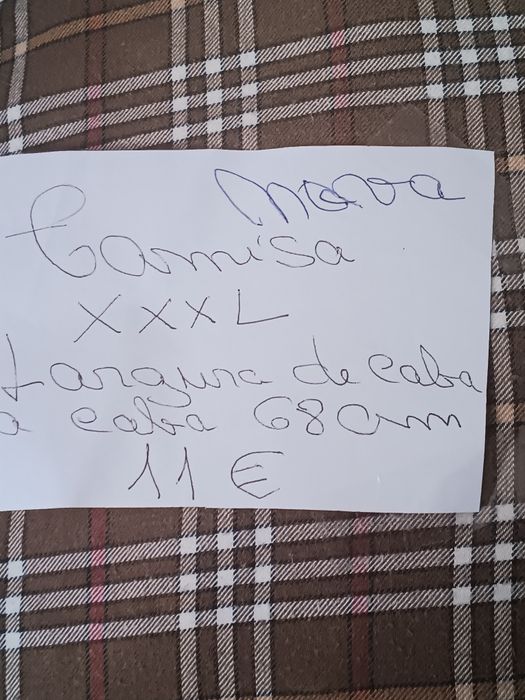 Nova
Camisa
XXXL
Largura de caba
a caba 68 cm
11 €